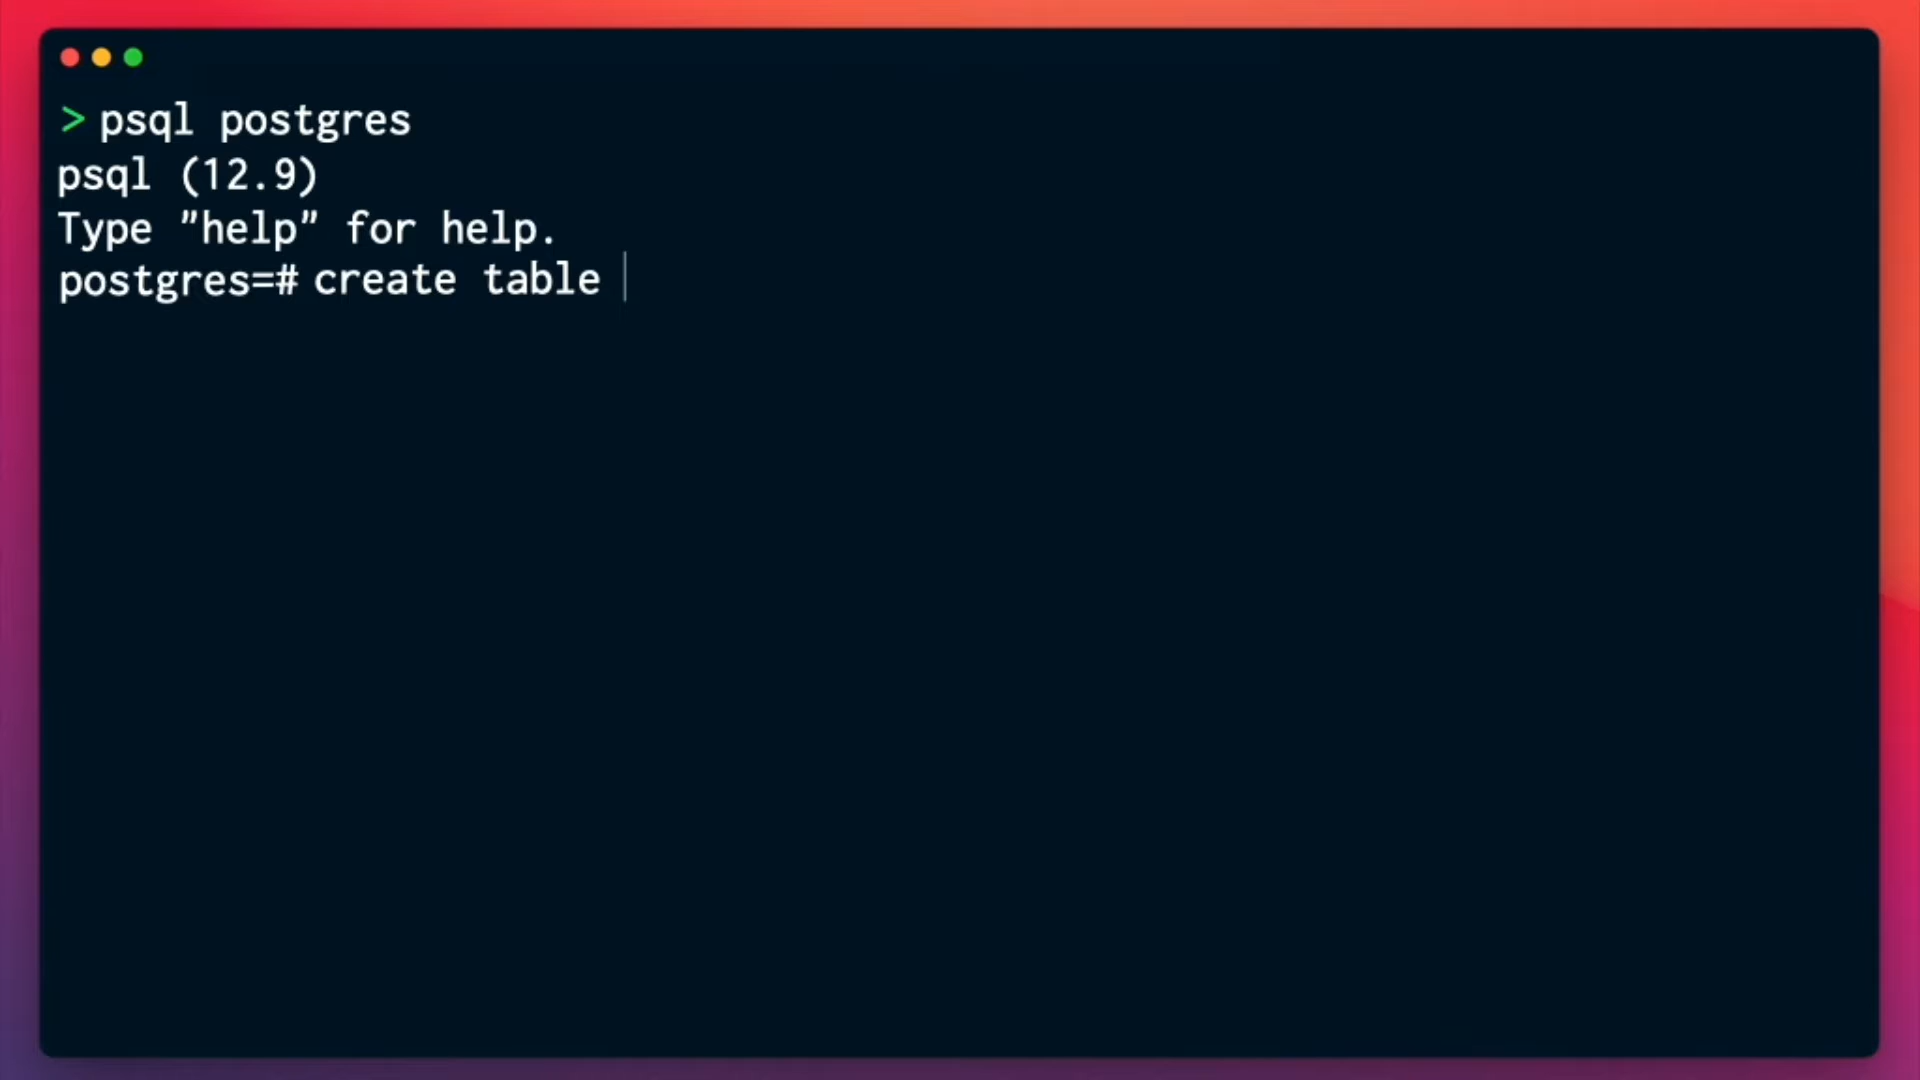 > psql postgres
psql (12.9)
Type "help" for help.
postgres=# create table